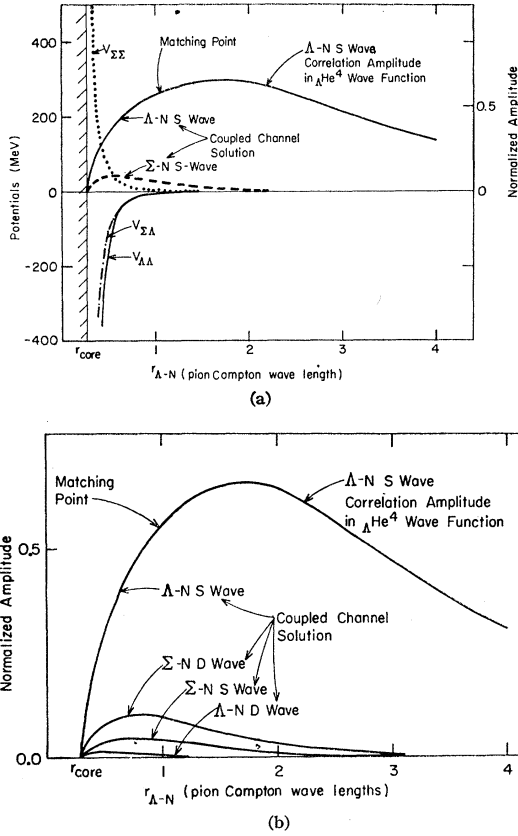 500
400
200
0
-200
-400
Potentials (MeV)
V_ΣΣ
Matching Point
Λ-N S Wave
Correlation Amplitude
in _ΛHe⁴ Wave Function
Λ-N S Wave
Coupled Channel
Solution
Σ-N S-Wave
V_ΣΛ
V_ΛΛ
0.5
0
Normalized Amplitude
r_core
1
2
3
4
r_Λ-N (pion Compton wave length)
(a)
Normalized Amplitude
0.5
0.0
Matching
Point
Λ-N S Wave
Correlation Amplitude
in _ΛHe⁴ Wave Function
Λ-N S Wave
Coupled Channel
Solution
Σ-N D Wave
Σ-N S Wave
Λ-N D Wave
r_core
1
2
3
4
r_Λ-N (pion Compton wave lengths)
(b)